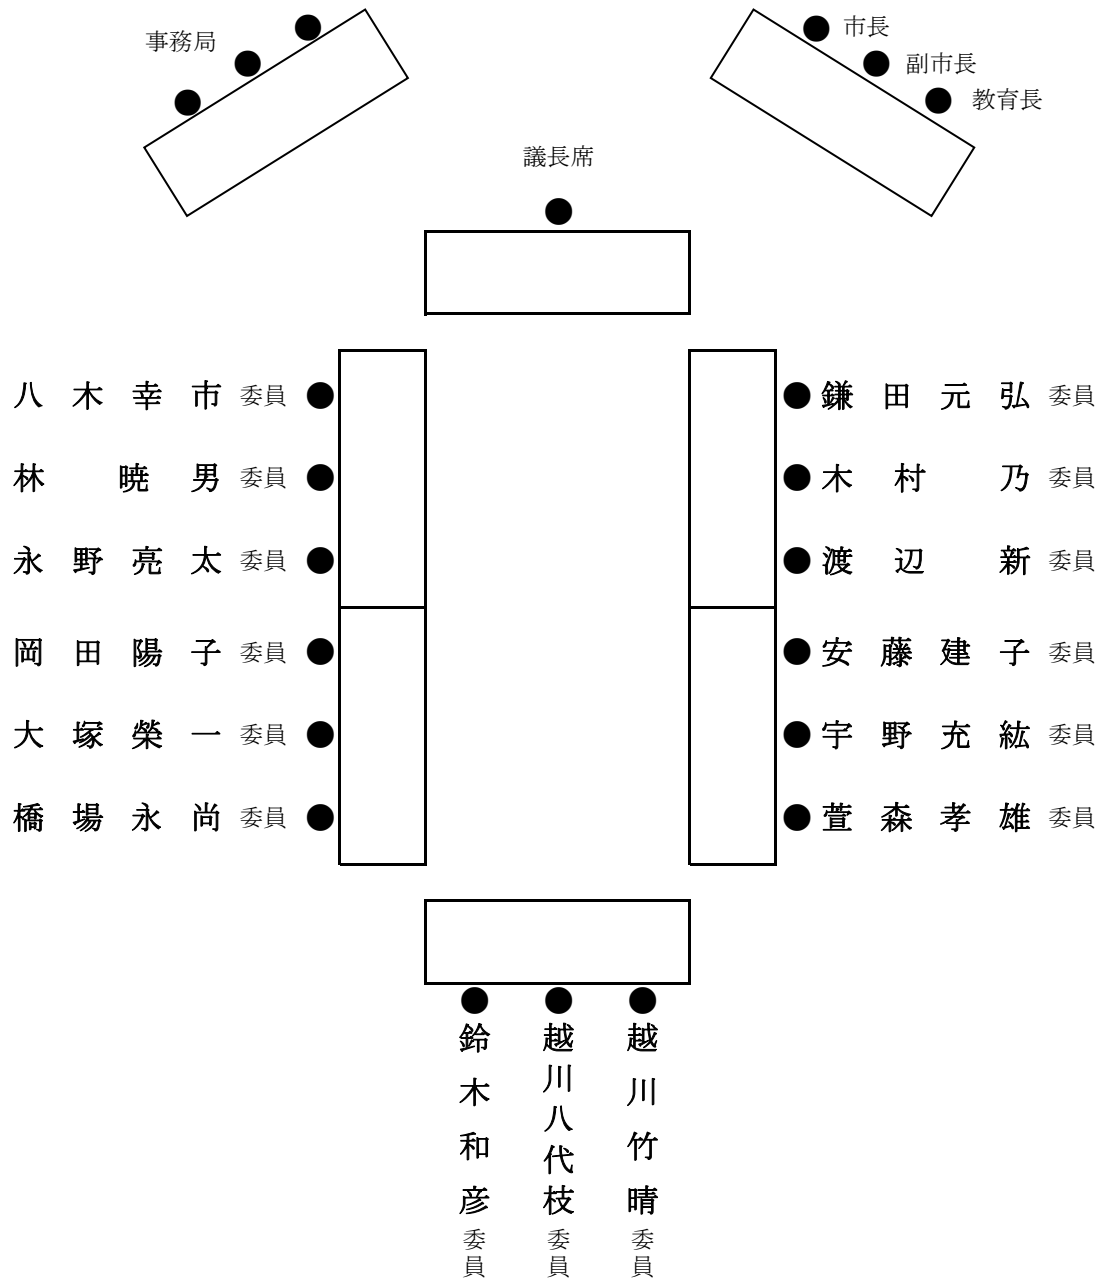 事務局
市長
副市長
教育長
議長席
八木幸市 委員
鎌田元弘 委員
林　暁男 委員
木村　乃 委員
永野亮太 委員
渡辺　新 委員
岡田陽子 委員
安藤建子 委員
大塚榮一 委員
宇野充紘 委員
橋場永尚 委員
萱森孝雄 委員
鈴木和彦 委員
越川八代枝 委員
越川竹晴 委員